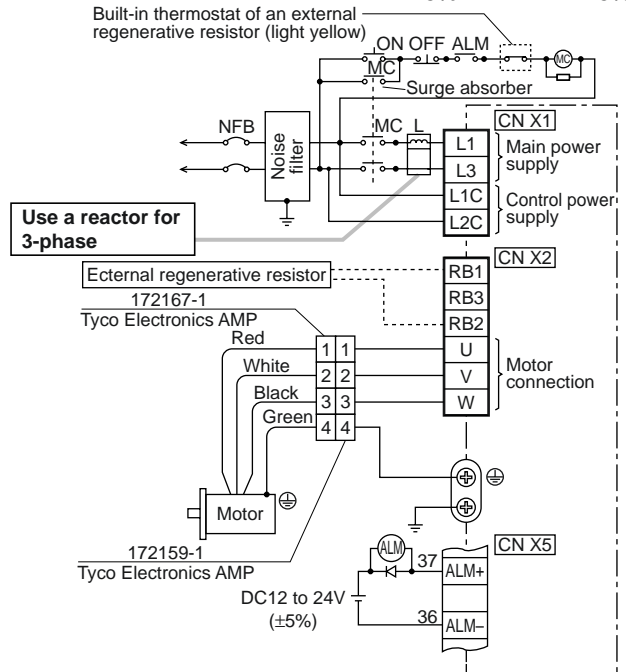 Built-in thermostat of an external
regenerative resistor (light yellow)
ON OFF ALM
MC
MC
Surge absorber
NFB
Noise
filter
MC L
CN X1
L1
L3
L1C
L2C
Main power
supply
Control power
supply
Use a reactor for
3-phase
CN X2
Ecternal regenerative resistor
RB1
RB3
RB2
U
V
W
Motor
connection
172167-1
Tyco Electronics AMP
Red
White
Black
Green
1 1
2 2
3 3
4 4
Motor
172159-1
Tyco Electronics AMP
CN X5
ALM
37
ALM+
DC12 to 24V
(±5%)
36
ALM–